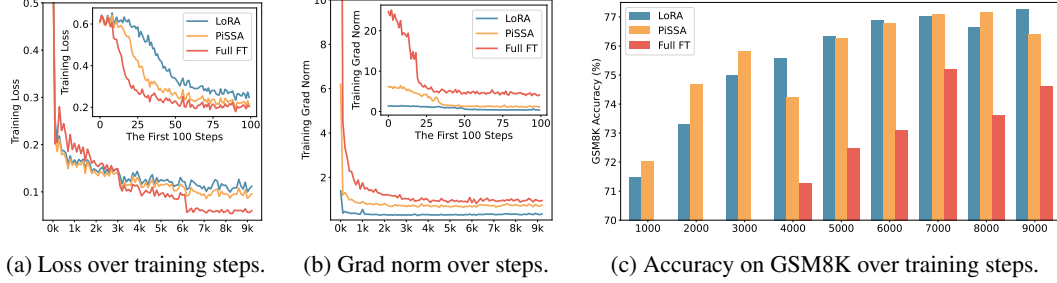 0.5
0.4
0.3
0.2
0.1
Training Loss
0k 1k 2k 3k 4k 5k 6k 7k 8k 9k
0.6
0.4
0.2
Training Loss
0 25 50 75 100
The First 100 Steps
LoRA
PiSSA
Full FT
(a) Loss over training steps.
10
8
6
4
2
Training Grad Norm
0k 1k 2k 3k 4k 5k 6k 7k 8k 9k
20
10
0
Training Grad Norm
0 25 50 75 100
The First 100 Steps
LoRA
PiSSA
Full FT
(b) Grad norm over steps.
77
76
75
74
73
72
71
70
GSM8K Accuracy (%)
1000 2000 3000 4000 5000 6000 7000 8000 9000
LoRA
PiSSA
Full FT
(c) Accuracy on GSM8K over training steps.